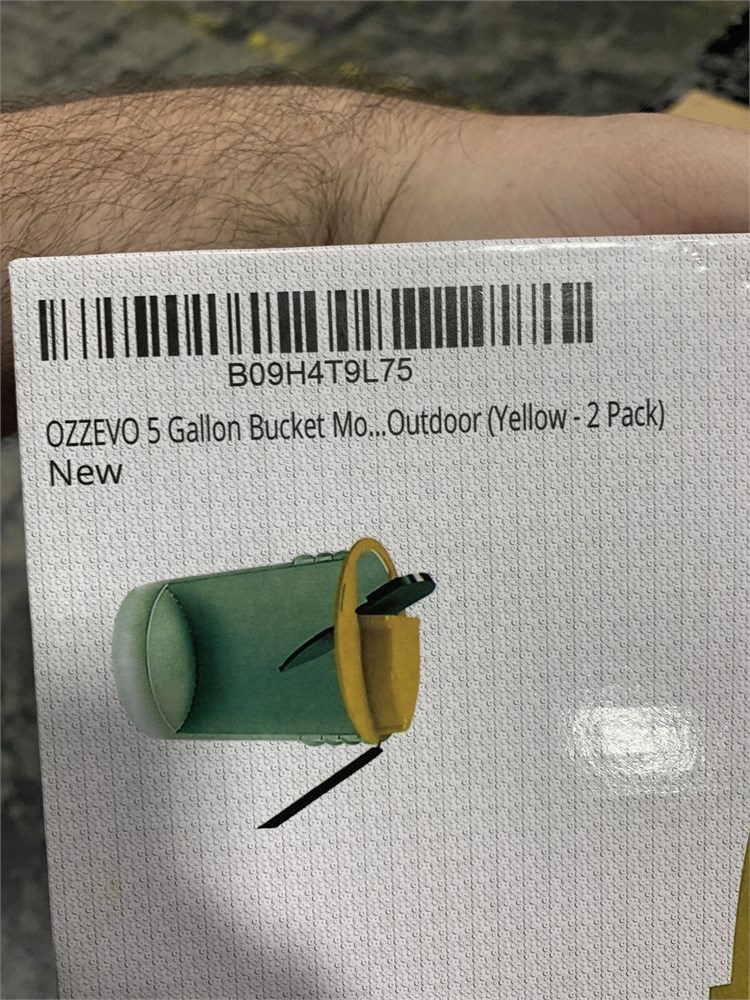 B09H4T9L75
OZZEVO 5 Gallon Bucket Mo...Outdoor (Yellow - 2 Pack)
New